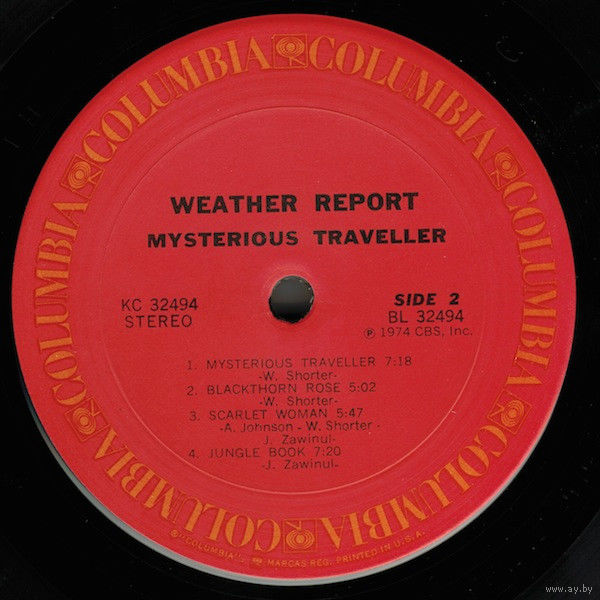 COLUMBIA COLUMBIA COLUMBIA COLUMBIA COLUMBIA COLUMBIA
WEATHER REPORT
MYSTERIOUS TRAVELLER
KC 32494
STEREO
SIDE 2
BL 32494
Ⓟ 1974 CBS, Inc.
1. MYSTERIOUS TRAVELLER 7:18
-W. Shorter-
2. BLACKTHORN ROSE 5:02
-W. Shorter-
3. SCARLET WOMAN 5:47
-A. Johnson - W. Shorter -
J. Zawinul-
4. JUNGLE BOOK 7:20
-J. Zawinul-
®"COLUMBIA", MARCAS REG. PRINTED IN U.S.A.
www.ay.by